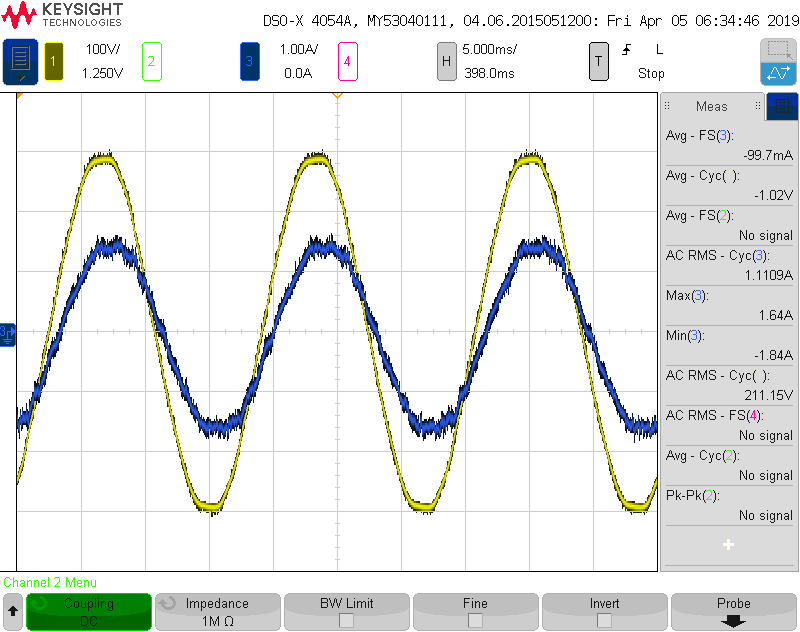 KEYSIGHT
TECHNOLOGIES
DSO-X 4054A, MY53040111, 04.06.2015051200: Fri Apr 05 06:34:46 2019
1 100V/ 2 3 1.00A/ 4 H 5.000ms/ T L
1.250V 0.0A 398.0ms Stop
Meas
Avg - FS(3):
-99.7mA
Avg - Cyc( ):
-1.02V
Avg - FS(2):
No signal
AC RMS - Cyc(3):
1.1109A
Max(3):
1.64A
Min(3):
-1.84A
AC RMS - Cyc( ):
211.15V
AC RMS - FS(4):
No signal
Avg - Cyc(2):
No signal
Pk-Pk(2):
No signal
3
Channel 2 Menu
Coupling Impedance BW Limit Fine Invert Probe
DC 1M Ω